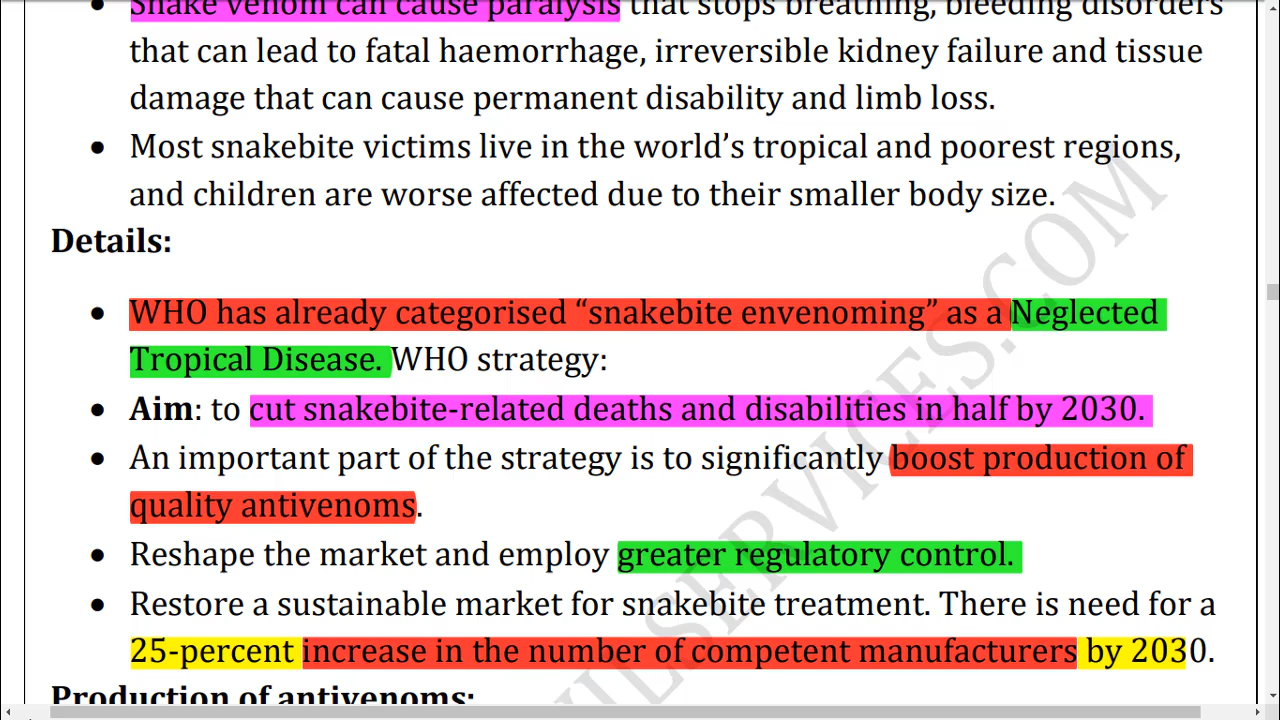 • Snake venom can cause paralysis that stops breathing, bleeding disorders
that can lead to fatal haemorrhage, irreversible kidney failure and tissue
damage that can cause permanent disability and limb loss.
• Most snakebite victims live in the world’s tropical and poorest regions,
and children are worse affected due to their smaller body size.
Details:
• WHO has already categorised “snakebite envenoming” as a Neglected
Tropical Disease. WHO strategy:
• Aim: to cut snakebite-related deaths and disabilities in half by 2030.
• An important part of the strategy is to significantly boost production of
quality antivenoms.
• Reshape the market and employ greater regulatory control.
• Restore a sustainable market for snakebite treatment. There is need for a
25-percent increase in the number of competent manufacturers by 2030.
Production of antivenoms:
ILSERVICES.COM